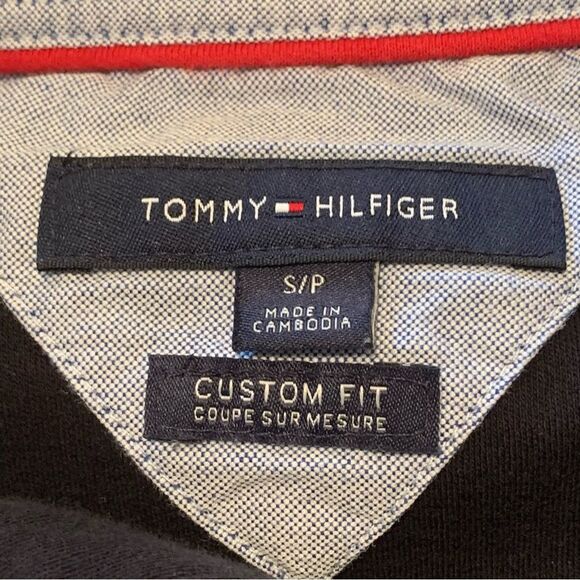 TOMMY HILFIGER
S/P
MADE IN
CAMBODIA
CUSTOM FIT
COUPE SUR MESURE